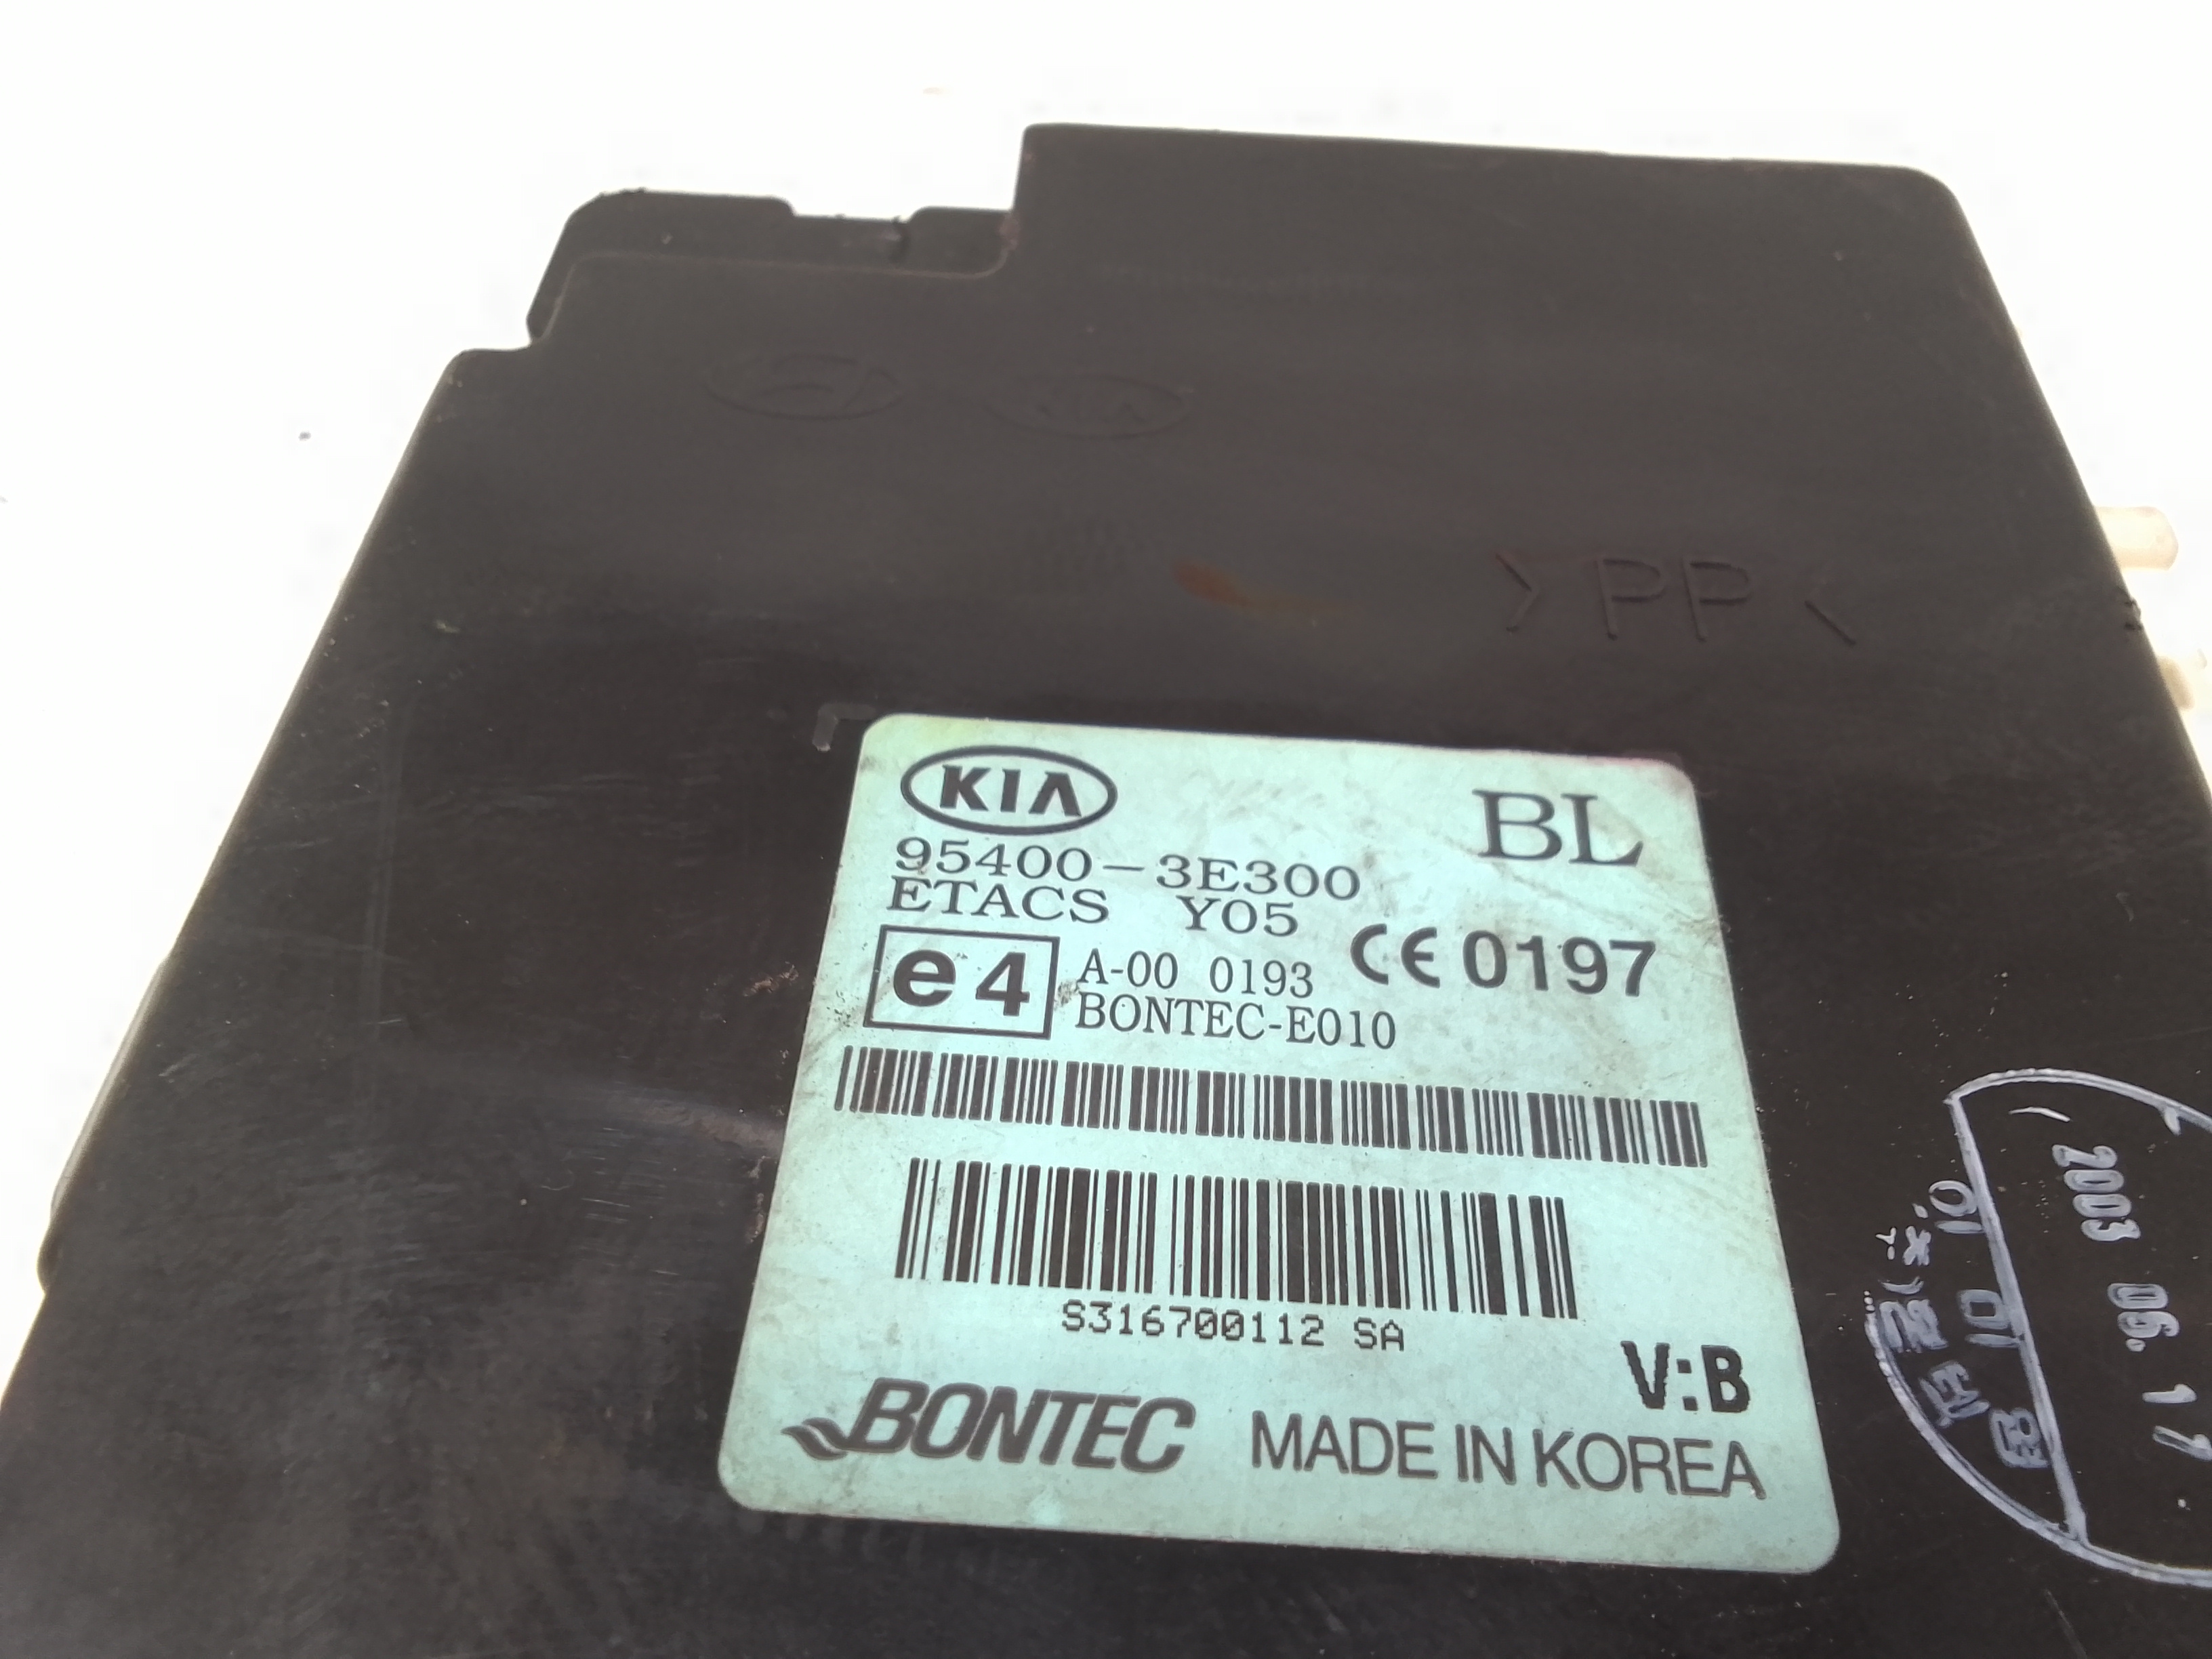 KIA
>PP<
KIA
BL
95400-3E300
ETACS Y05
e4
A-00 0193
BONTEC-E010
CE 0197
S316700112 SA
V:B
BONTEC
MADE IN KOREA
2003 06. 17